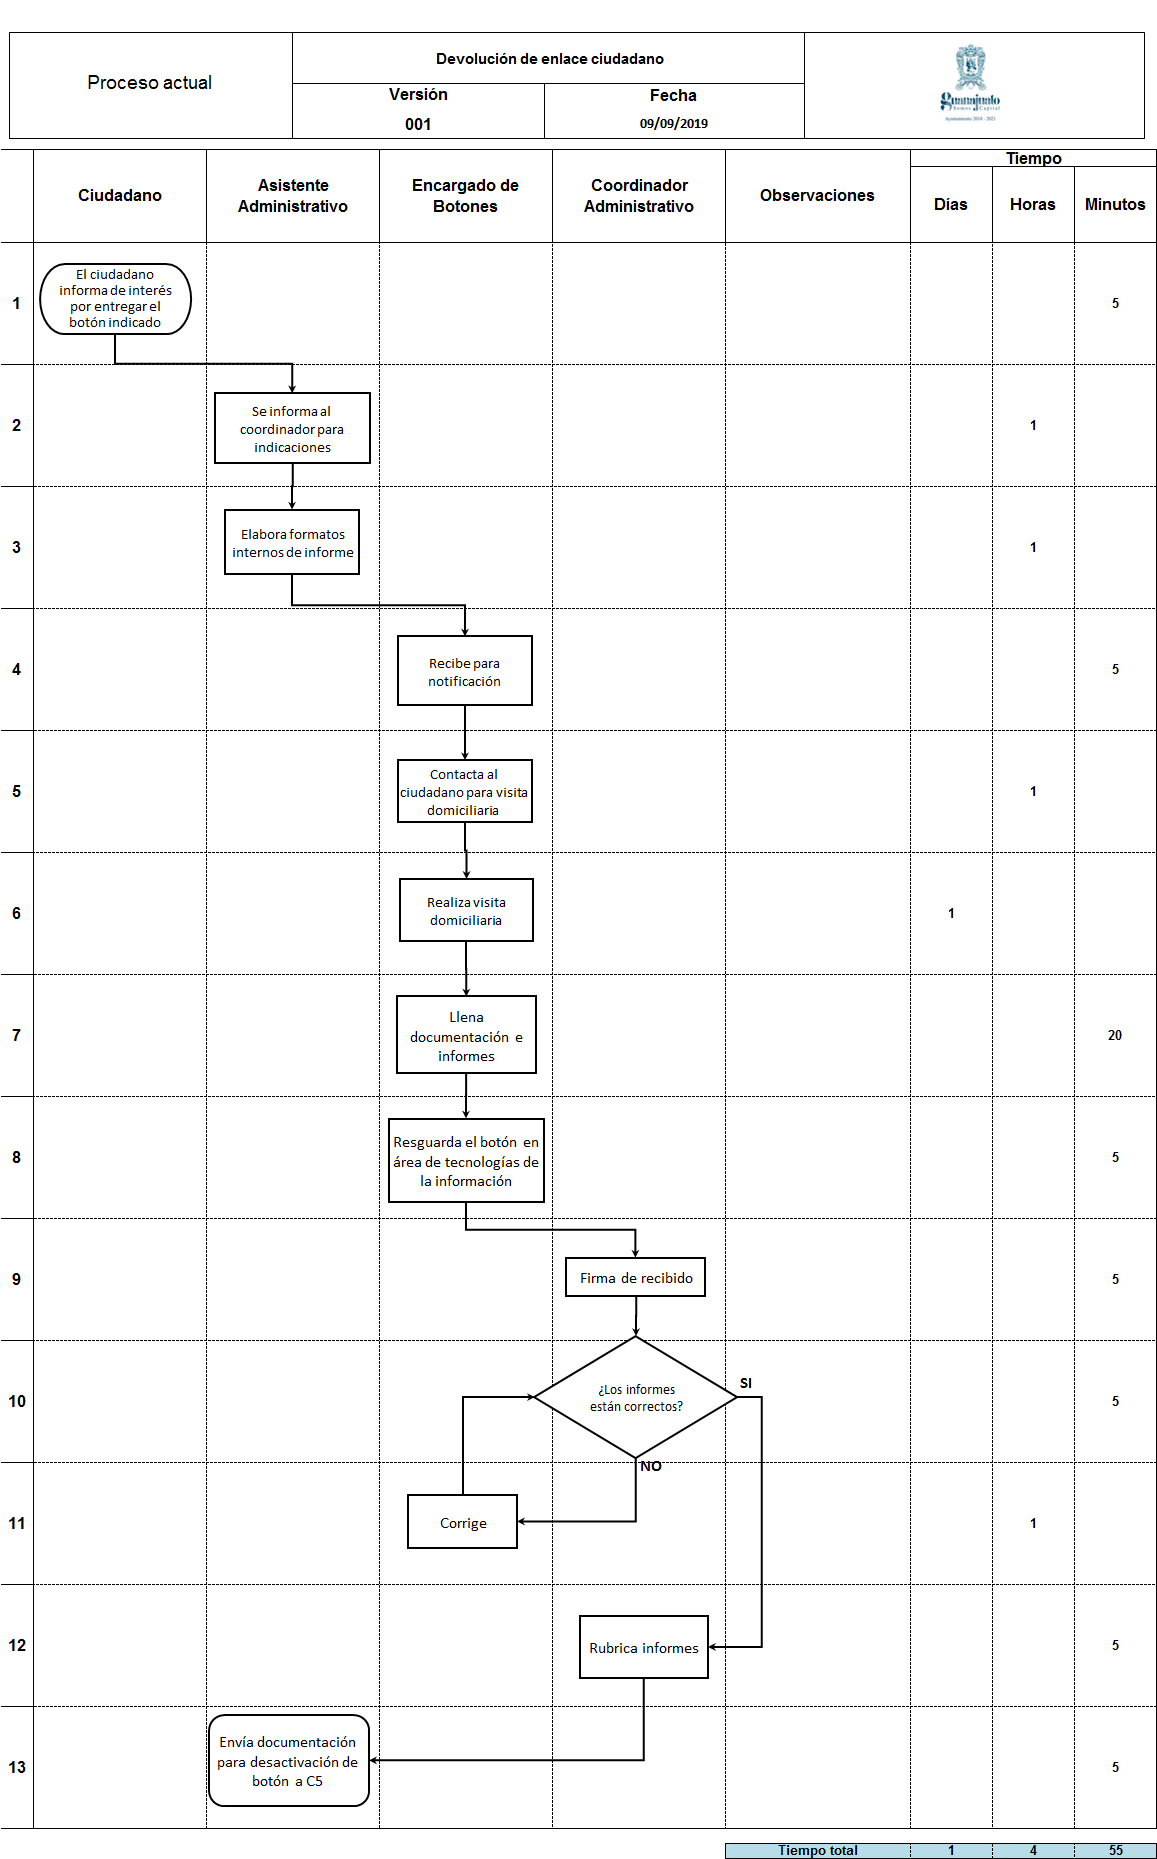 Proceso actual
Devolución de enlace ciudadano
Versión
Fecha
001
09/09/2019
Guanajuato
Somos Capital
Ayuntamiento 2018 - 2021
Tiempo
Ciudadano
Asistente
Administrativo
Encargado de
Botones
Coordinador
Administrativo
Observaciones
Días
Horas
Minutos
1
El ciudadano
informa de interés
por entregar el
botón indicado
5
2
Se informa al
coordinador para
indicaciones
1
3
Elabora formatos
internos de informe
1
4
Recibe para
notificación
5
5
Contacta al
ciudadano para visita
domiciliaria
1
6
Realiza visita
domiciliaria
1
7
Llena
documentación e
informes
20
8
Resguarda el botón en
área de tecnologías de
la información
5
9
Firma de recibido
5
10
¿Los informes
están correctos?
SI
5
NO
11
Corrige
1
12
Rubrica informes
5
13
Envía documentación
para desactivación de
botón a C5
5
Tiempo total 1 4 55